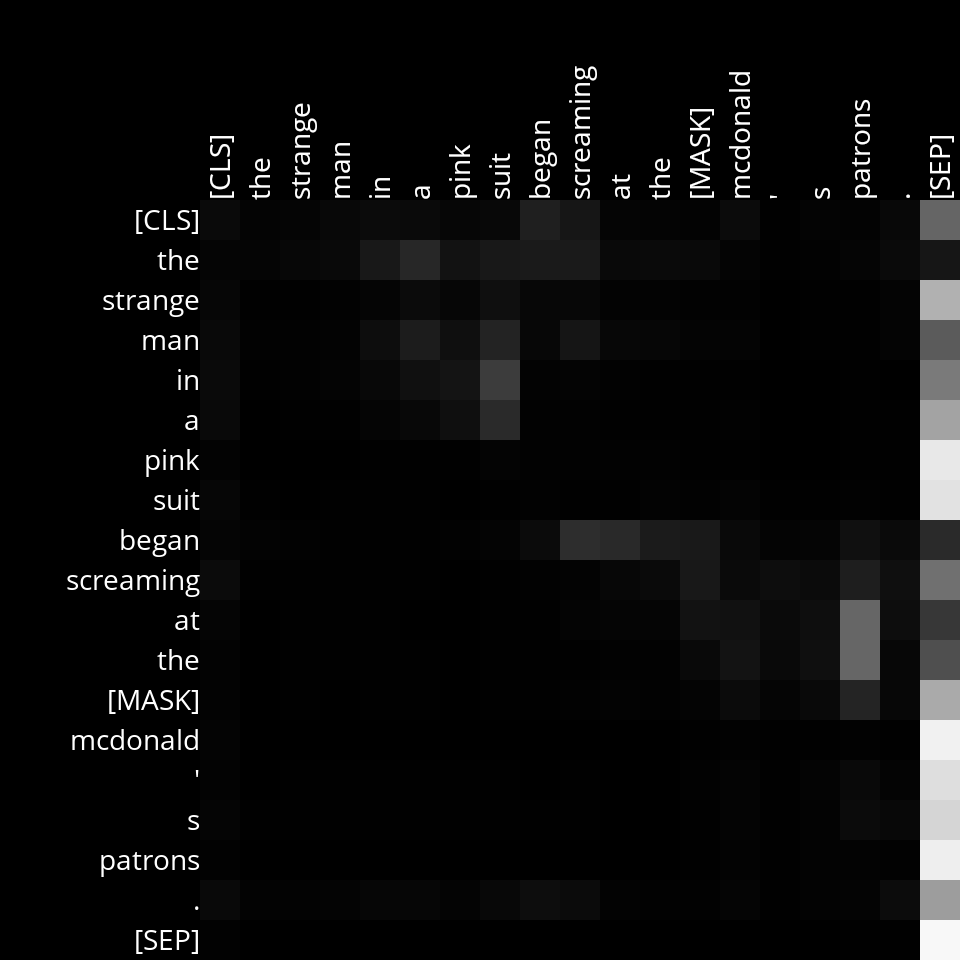 [CLS] the strange man in a pink suit began screaming at the [MASK] mcdonald ' s patrons . [SEP]
[CLS]
the
strange
man
in
a
pink
suit
began
screaming
at
the
[MASK]
mcdonald
'
s
patrons
.
[SEP]